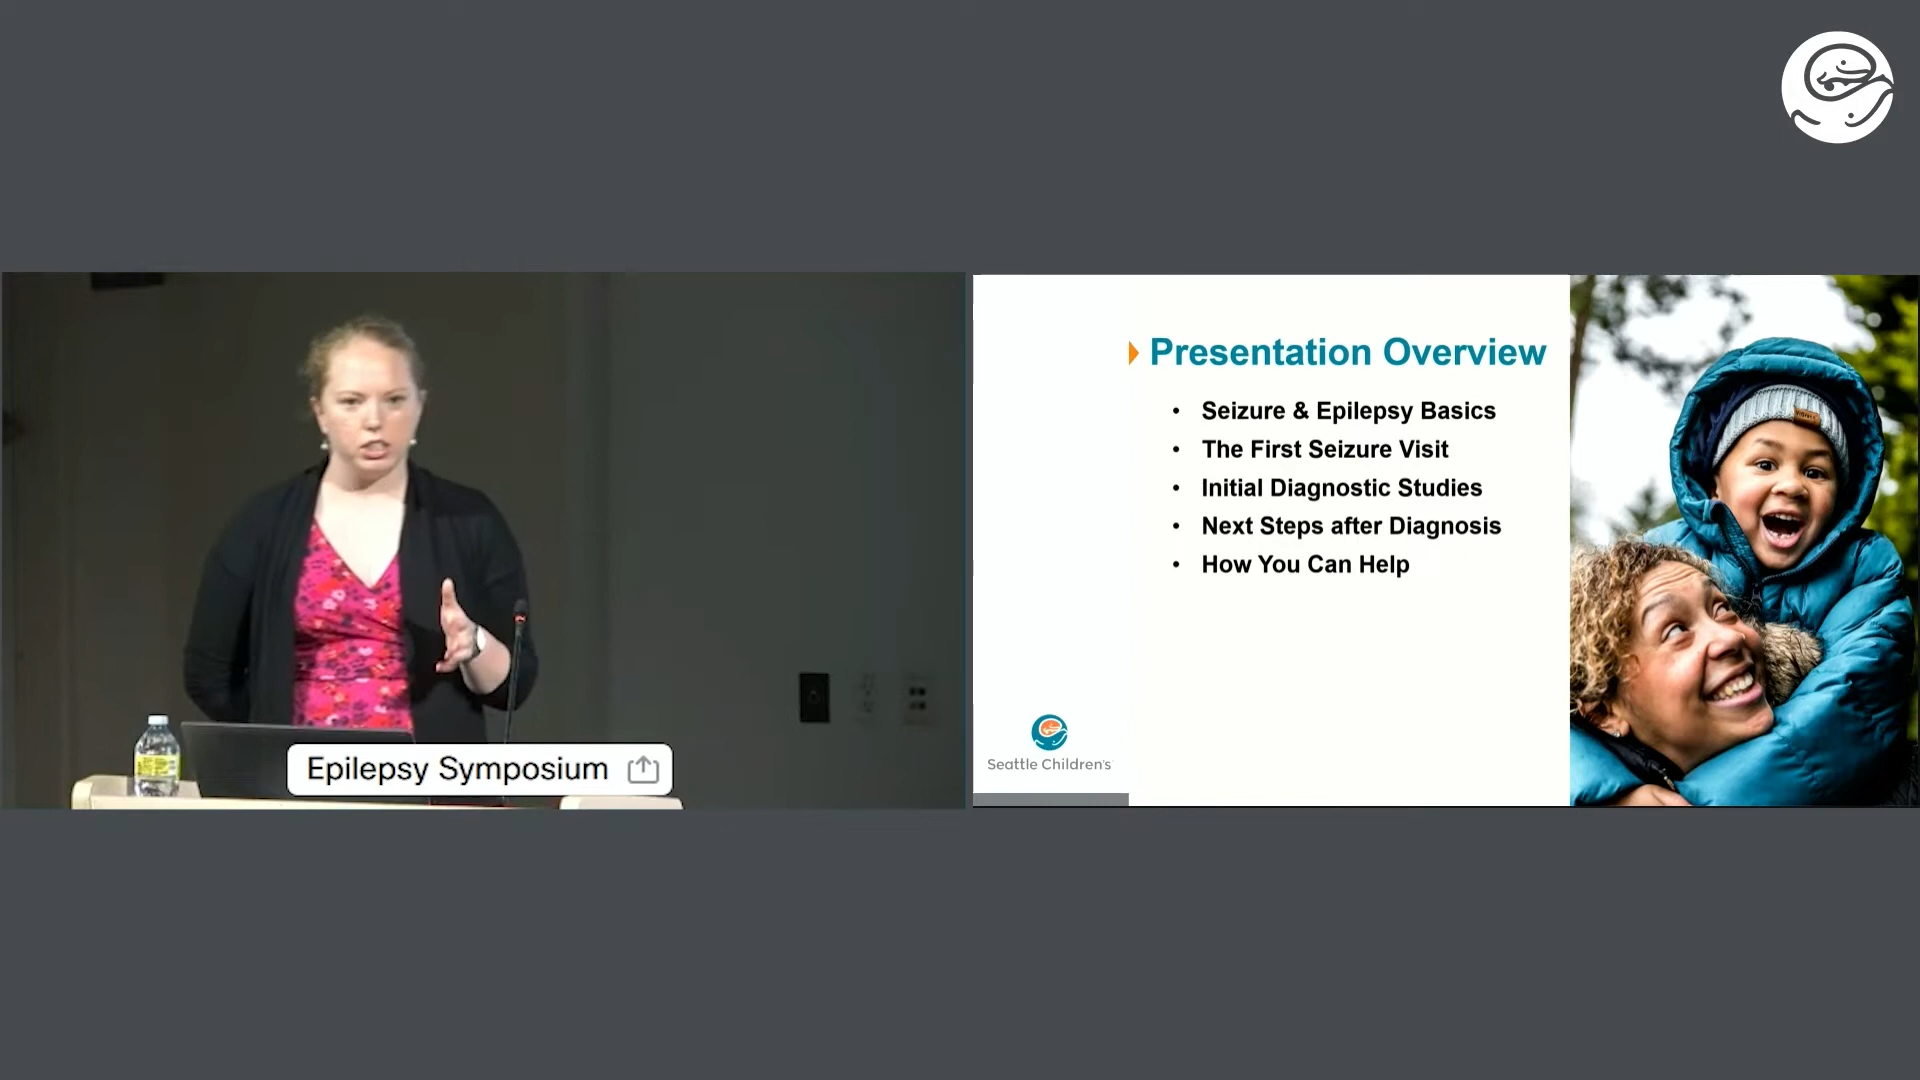 Epilepsy Symposium
Presentation Overview
• Seizure & Epilepsy Basics
• The First Seizure Visit
• Initial Diagnostic Studies
• Next Steps after Diagnosis
• How You Can Help
Seattle Children's